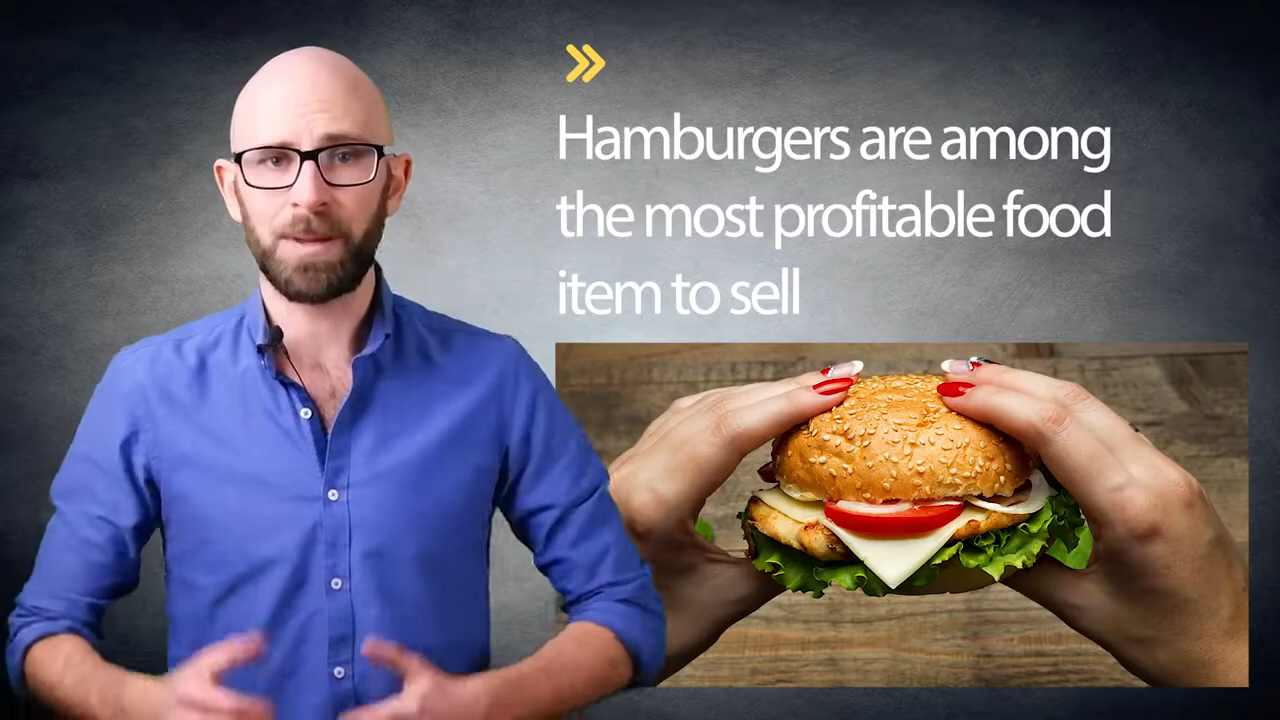 Hamburgers are among
the most profitable food
item to sell